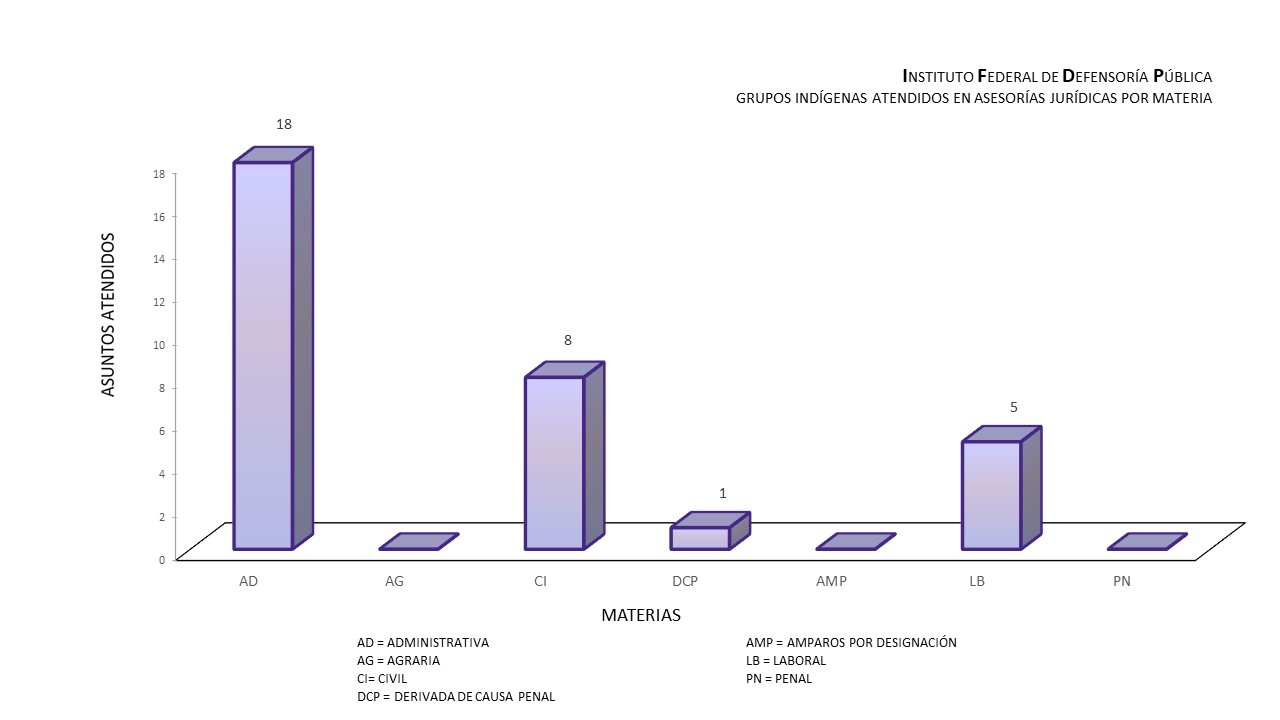 INSTITUTO FEDERAL DE DEFENSORÍA PÚBLICA
GRUPOS INDÍGENAS ATENDIDOS EN ASESORÍAS JURÍDICAS POR MATERIA
18
8
5
1
ASUNTOS ATENDIDOS
18
16
14
12
10
8
6
4
2
0
AD
AG
CI
DCP
AMP
LB
PN
MATERIAS
AD = ADMINISTRATIVA
AG = AGRARIA
CI= CIVIL
DCP = DERIVADA DE CAUSA PENAL
AMP = AMPAROS POR DESIGNACIÓN
LB = LABORAL
PN = PENAL